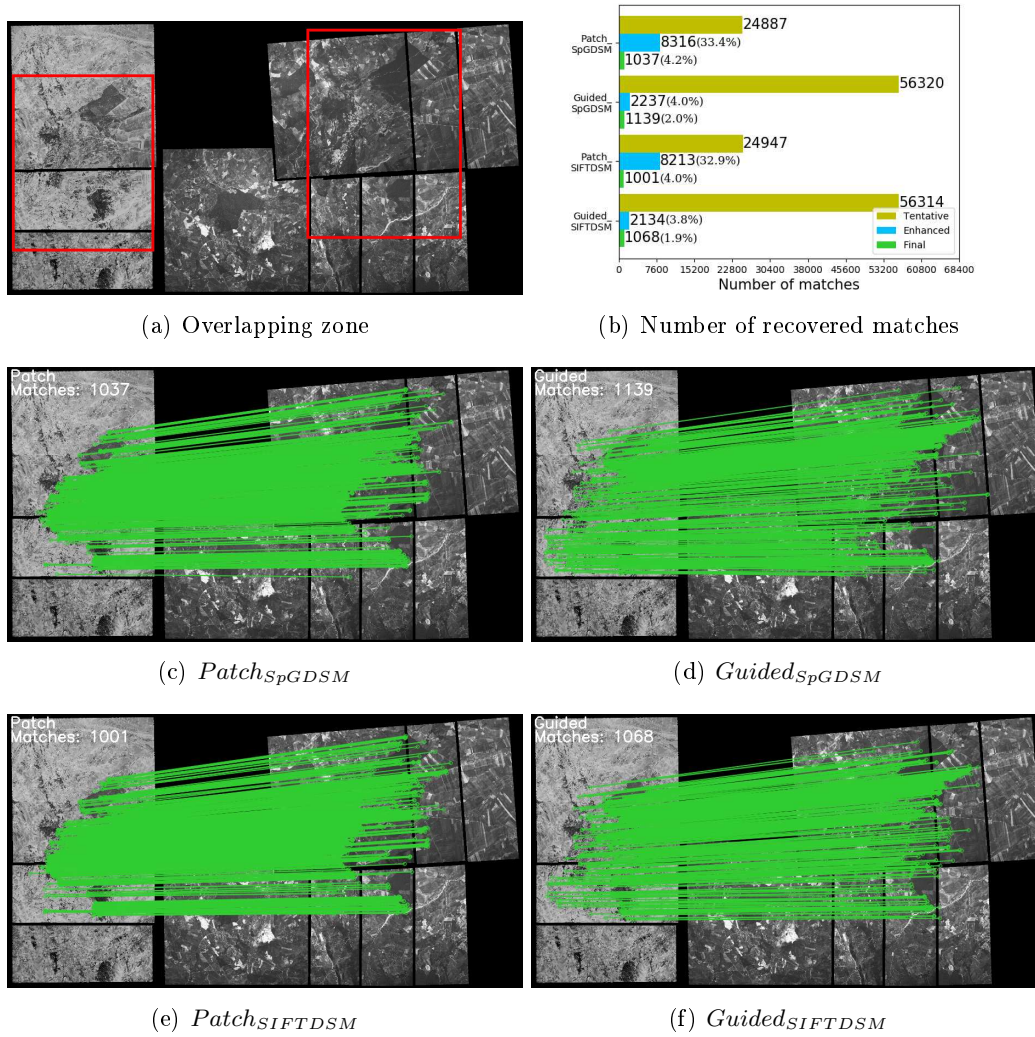 (a) Overlapping zone
Patch_
SpGDSM
24887
8316(33.4%)
1037(4.2%)
Guided_
SpGDSM
56320
2237(4.0%)
1139(2.0%)
Patch_
SIFTDSM
24947
8213(32.9%)
1001(4.0%)
Guided_
SIFTDSM
56314
2134(3.8%)
1068(1.9%)
Tentative
Enhanced
Final
0 7600 15200 22800 30400 38000 45600 53200 60800 68400
Number of matches
(b) Number of recovered matches
Patch
Matches: 1037
(c) Patch_SpGDSM
Guided
Matches: 1139
(d) Guided_SpGDSM
Patch
Matches: 1001
(e) Patch_SIFTDSM
Guided
Matches: 1068
(f) Guided_SIFTDSM